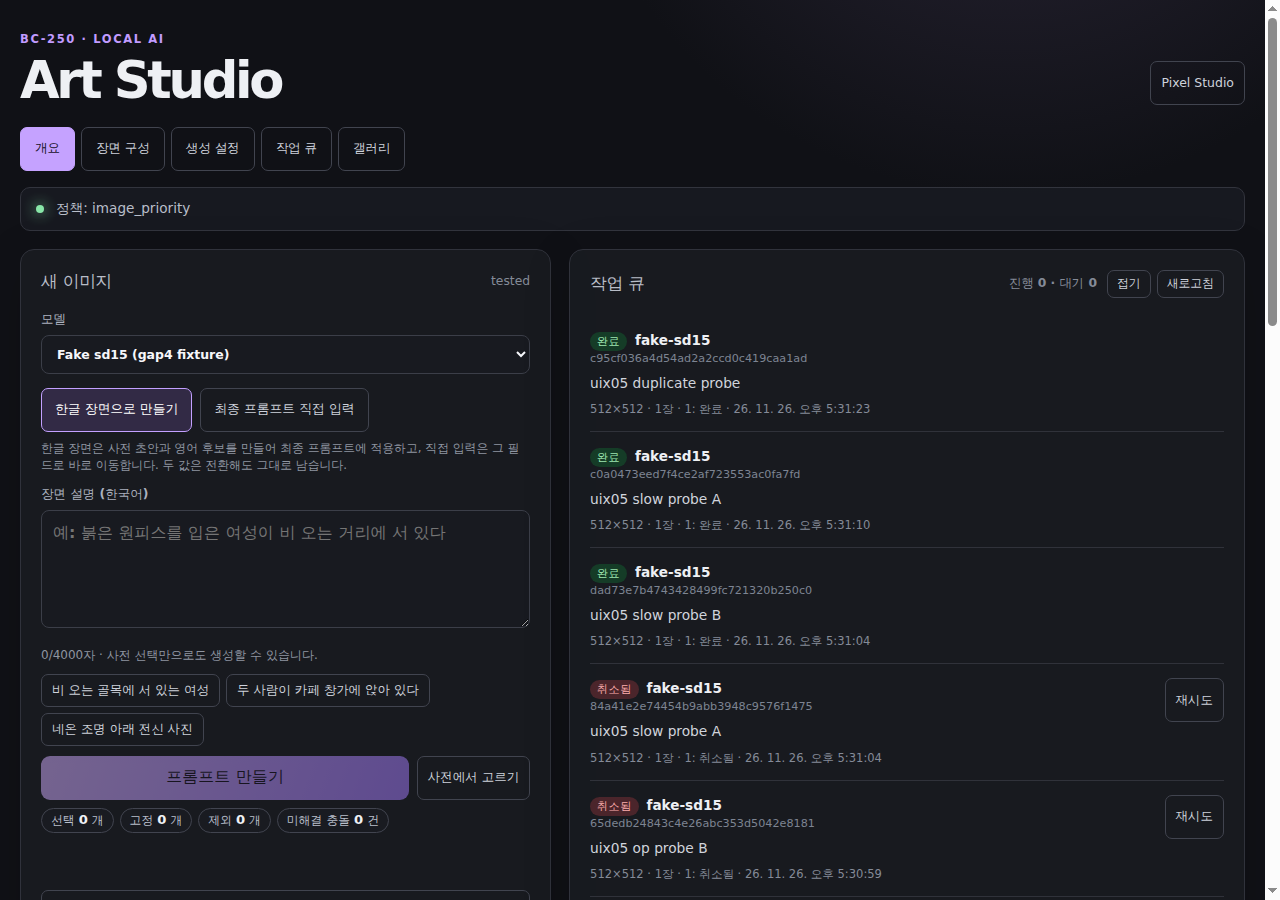 BC-250 · LOCAL AI
Art Studio
Pixel Studio
개요
장면 구성
생성 설정
작업 큐
갤러리
정책: image_priority
새 이미지
tested
모델
Fake sd15 (gap4 fixture)
한글 장면으로 만들기
최종 프롬프트 직접 입력
한글 장면은 사전 초안과 영어 후보를 만들어 최종 프롬프트에 적용하고, 직접 입력은 그 필
드로 바로 이동합니다. 두 값은 전환해도 그대로 남습니다.
장면 설명 (한국어)
예: 붉은 원피스를 입은 여성이 비 오는 거리에 서 있다
0/4000자 · 사전 선택만으로도 생성할 수 있습니다.
비 오는 골목에 서 있는 여성
두 사람이 카페 창가에 앉아 있다
네온 조명 아래 전신 사진
프롬프트 만들기
사전에서 고르기
선택 0 개
고정 0 개
제외 0 개
미해결 충돌 0 건
작업 큐
진행 0 · 대기 0
접기
새로고침
완료 fake-sd15
c95cf036a4d54ad2a2ccd0c419caa1ad
uix05 duplicate probe
512×512 · 1장 · 1: 완료 · 26. 11. 26. 오후 5:31:23
완료 fake-sd15
c0a0473eed7f4ce2af723553ac0fa7fd
uix05 slow probe A
512×512 · 1장 · 1: 완료 · 26. 11. 26. 오후 5:31:10
완료 fake-sd15
dad73e7b4743428499fc721320b250c0
uix05 slow probe B
512×512 · 1장 · 1: 완료 · 26. 11. 26. 오후 5:31:04
취소됨 fake-sd15
84a41e2e74454b9abb3948c9576f1475
재시도
uix05 slow probe A
512×512 · 1장 · 1: 취소됨 · 26. 11. 26. 오후 5:31:04
취소됨 fake-sd15
65dedb24843c4e26abc353d5042e8181
재시도
uix05 op probe B
512×512 · 1장 · 1: 취소됨 · 26. 11. 26. 오후 5:30:59